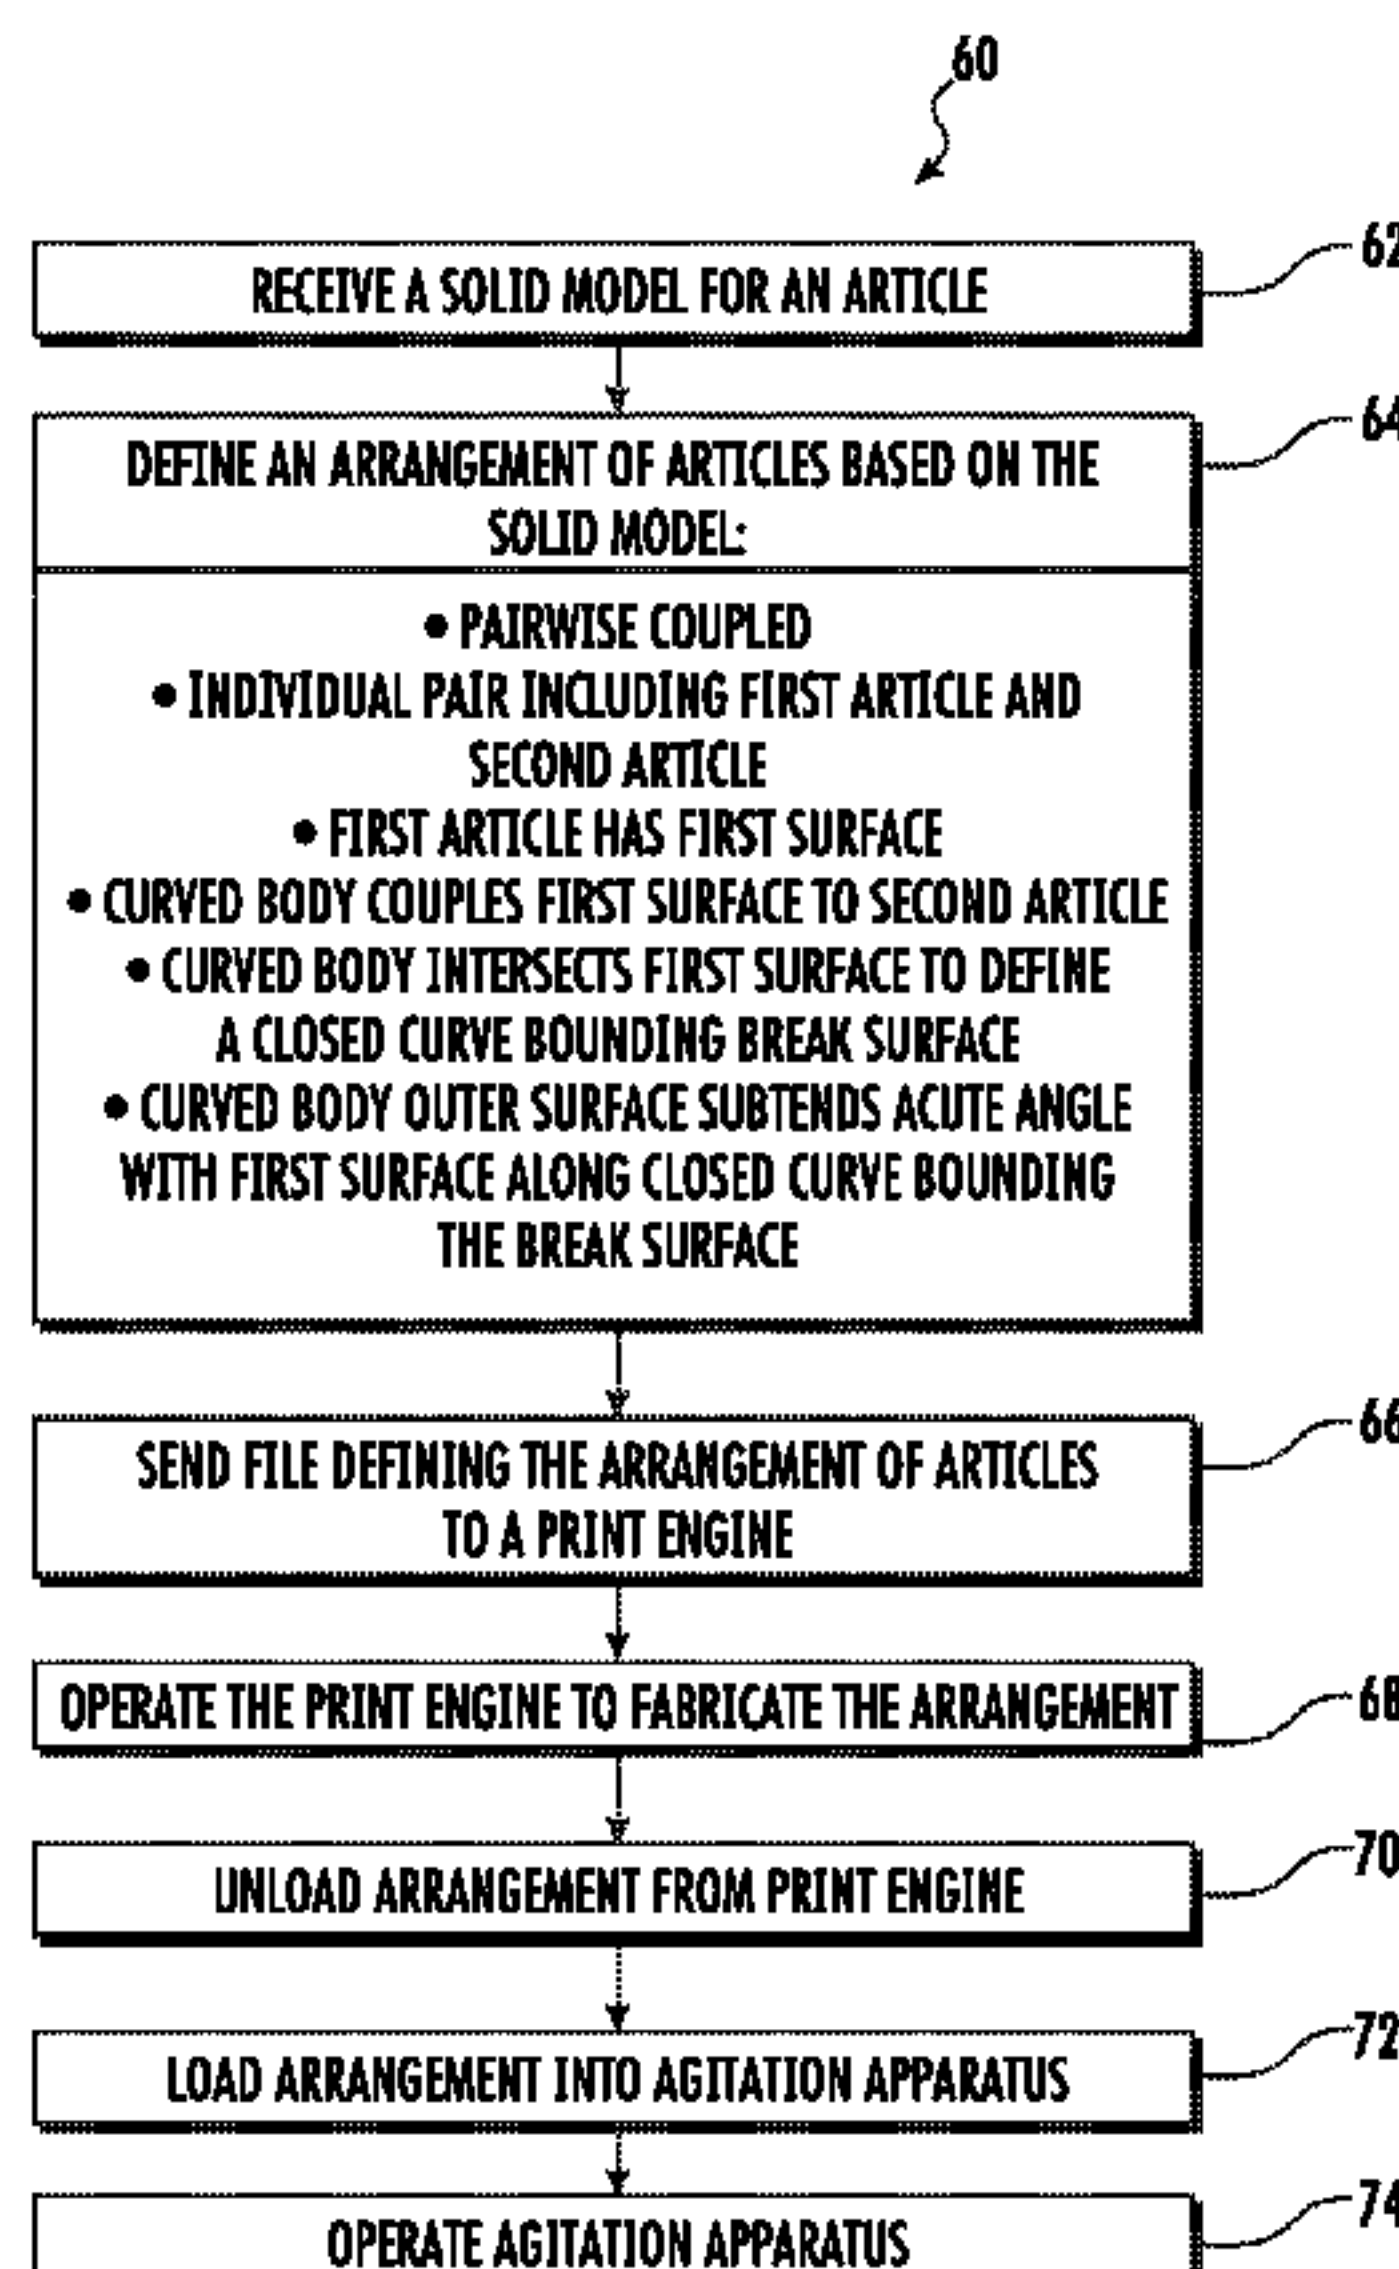 60
RECEIVE A SOLID MODEL FOR AN ARTICLE
62
DEFINE AN ARRANGEMENT OF ARTICLES BASED ON THE
SOLID MODEL:
64
• PAIRWISE COUPLED
• INDIVIDUAL PAIR INCLUDING FIRST ARTICLE AND
SECOND ARTICLE
• FIRST ARTICLE HAS FIRST SURFACE
• CURVED BODY COUPLES FIRST SURFACE TO SECOND ARTICLE
• CURVED BODY INTERSECTS FIRST SURFACE TO DEFINE
A CLOSED CURVE BOUNDING BREAK SURFACE
• CURVED BODY OUTER SURFACE SUBTENDS ACUTE ANGLE
WITH FIRST SURFACE ALONG CLOSED CURVE BOUNDING
THE BREAK SURFACE
SEND FILE DEFINING THE ARRANGEMENT OF ARTICLES
TO A PRINT ENGINE
66
OPERATE THE PRINT ENGINE TO FABRICATE THE ARRANGEMENT
68
UNLOAD ARRANGEMENT FROM PRINT ENGINE
70
LOAD ARRANGEMENT INTO AGITATION APPARATUS
72
OPERATE AGITATION APPARATUS
74